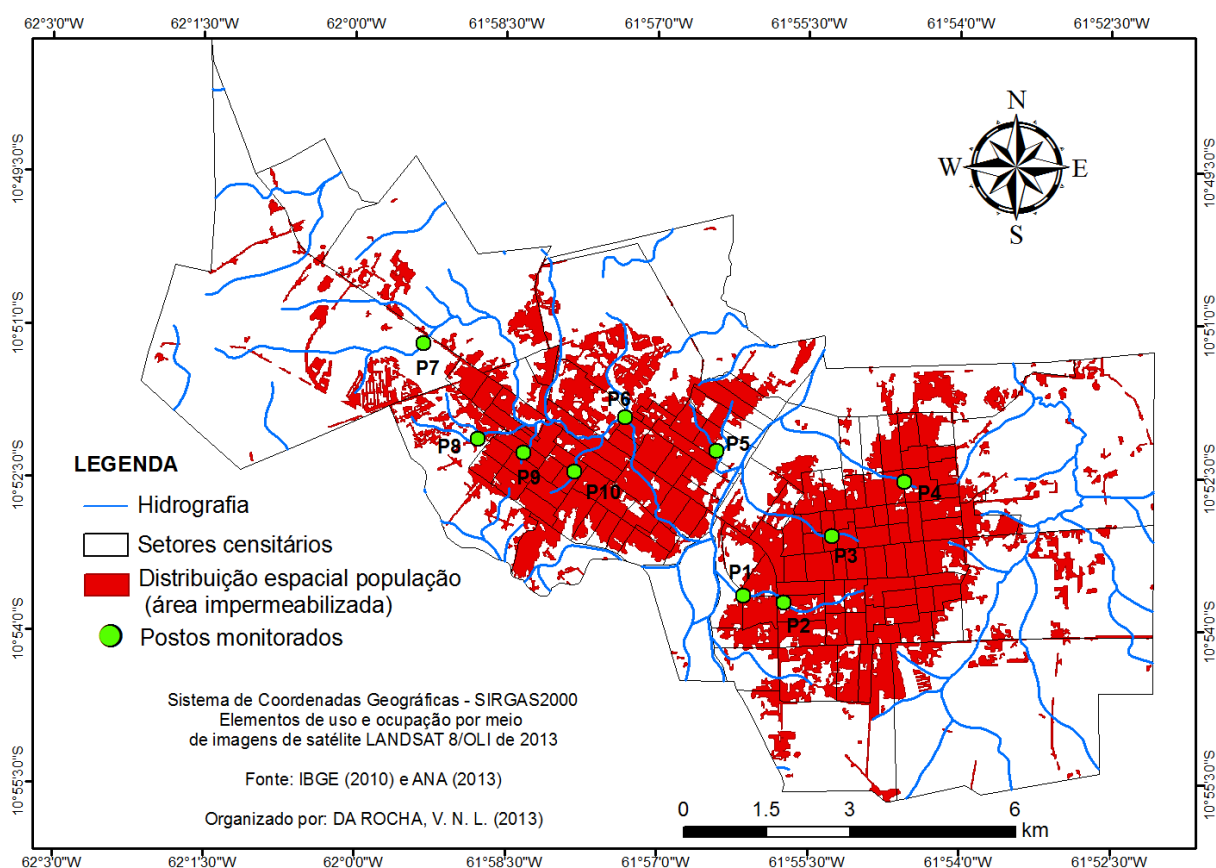 62°3'0"W 62°1'30"W 62°0'0"W 61°58'30"W 61°57'0"W 61°55'30"W 61°54'0"W 61°52'30"W
N
W E
S
10°49'30"S 10°49'30"S
10°51'0"S 10°51'0"S
P7
P6
P8
P9
P10
P5
P4
10°52'30"S 10°52'30"S
P3
P1
P2
10°54'0"S 10°54'0"S
LEGENDA
Hidrografia
Setores censitários
Distribuição espacial população
(área impermeabilizada)
Postos monitorados
Sistema de Coordenadas Geográficas - SIRGAS2000
Elementos de uso e ocupação por meio
de imagens de satélite LANDSAT 8/OLI de 2013
Fonte: IBGE (2010) e ANA (2013)
Organizado por: DA ROCHA, V. N. L. (2013)
10°55'30"S 10°55'30"S
0 1.5 3 6
km
62°3'0"W 62°1'30"W 62°0'0"W 61°58'30"W 61°57'0"W 61°55'30"W 61°54'0"W 61°52'30"W